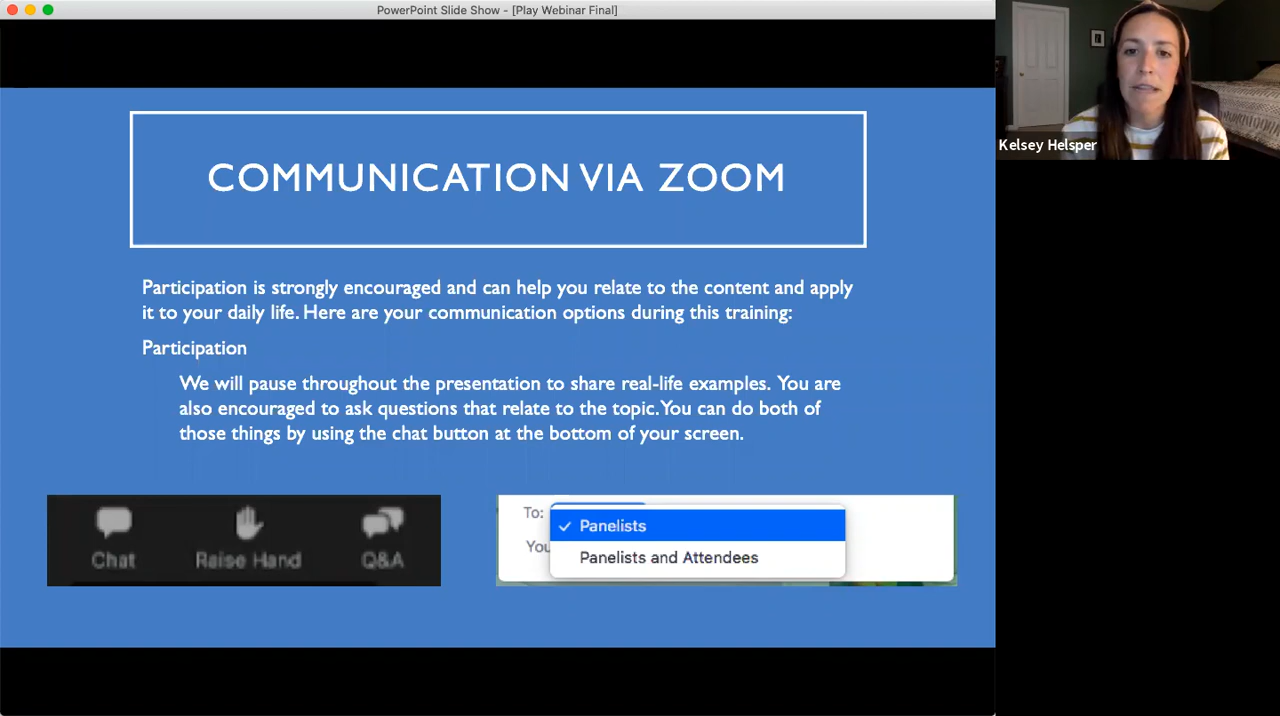 PowerPoint Slide Show - [Play Webinar Final]
COMMUNICATION VIA ZOOM
Participation is strongly encouraged and can help you relate to the content and apply
it to your daily life. Here are your communication options during this training:
Participation
We will pause throughout the presentation to share real-life examples. You are
also encouraged to ask questions that relate to the topic. You can do both of
those things by using the chat button at the bottom of your screen.
Chat Raise Hand Q&A
To: Panelists
You
Panelists and Attendees
Kelsey Helsper